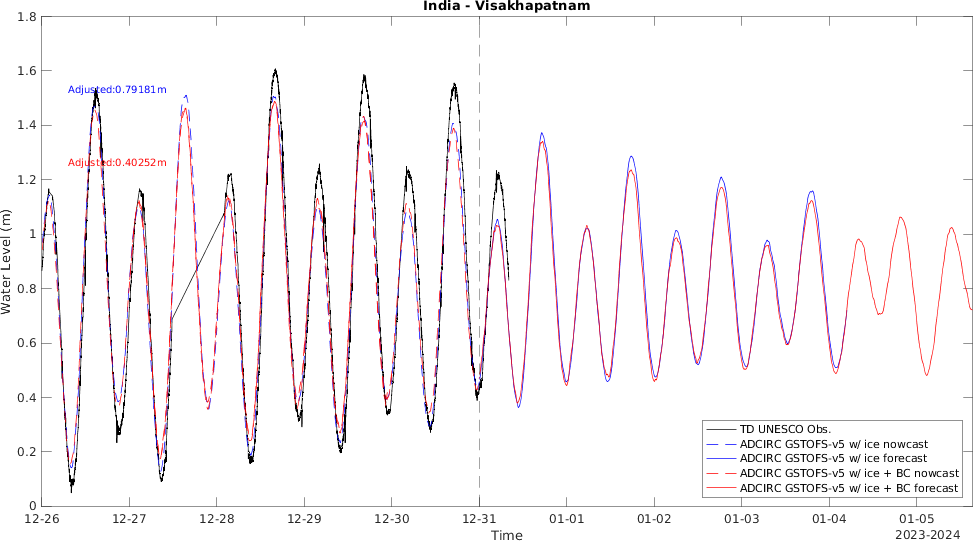 India - Visakhapatnam
1.8
1.6
1.4
1.2
1
0.8
0.6
0.4
0.2
0
Water Level (m)
Adjusted:0.79181m
Adjusted:0.40252m
TD UNESCO Obs.
ADCIRC GSTOFS-v5 w/ ice nowcast
ADCIRC GSTOFS-v5 w/ ice forecast
ADCIRC GSTOFS-v5 w/ ice + BC nowcast
ADCIRC GSTOFS-v5 w/ ice + BC forecast
12-26 12-27 12-28 12-29 12-30 12-31 01-01 01-02 01-03 01-04 01-05
Time
2023-2024